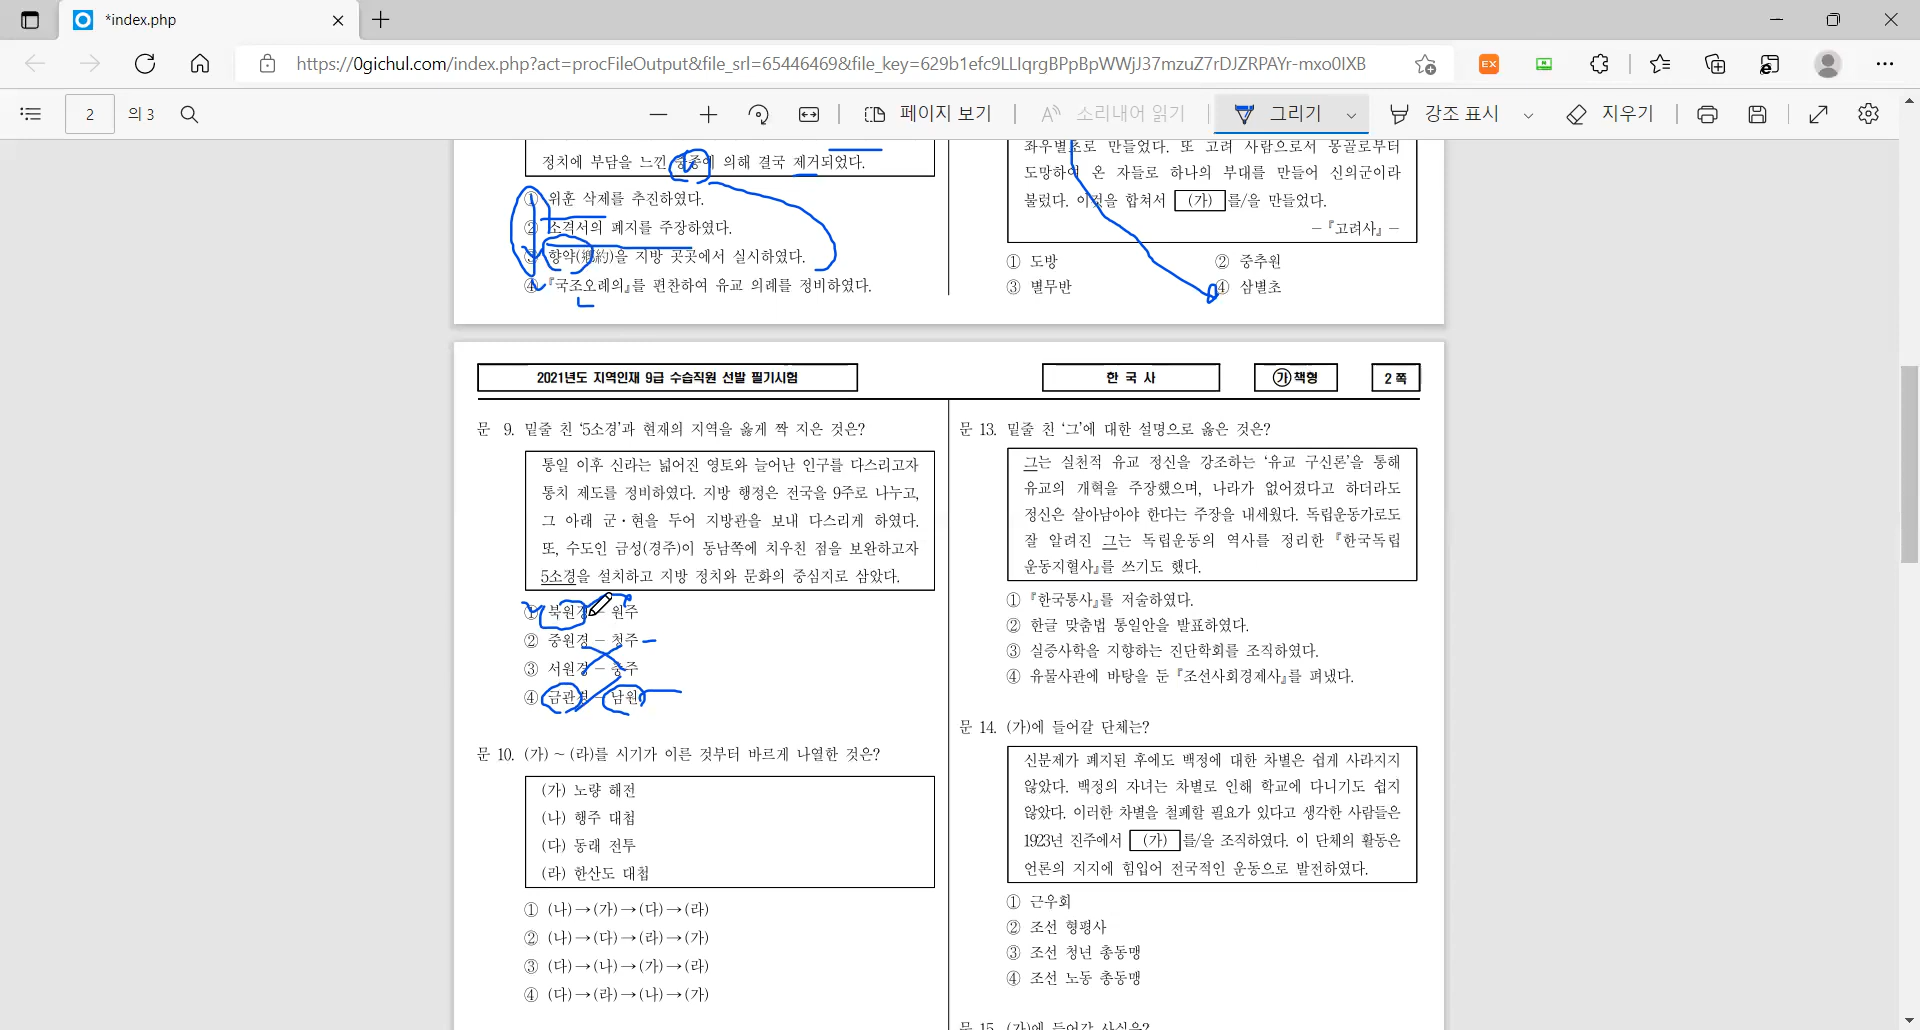 *index.php
https://0gichul.com/index.php?act=procFileOutput&file_srl=65446469&file_key=629b1efc9LLIqrgBPpBpWWjJ37mzuZ7rDJZRPAYr-mxo0IXB
2 의 3 페이지 보기 소리내어 읽기 그리기 강조 표시 지우기
정치에 부담을 느낀 중종에 의해 결국 제거되었다.
① 위훈 삭제를 추진하였다.
② 소격서의 폐지를 주장하였다.
③ 향약(鄕約)을 지방 곳곳에서 실시하였다.
④ 『국조오례의』를 편찬하여 유교 의례를 정비하였다.
좌우별초로 만들었다. 또 고려 사람으로서 몽골로부터
도망하여 온 자들로 하나의 부대를 만들어 신의군이라
불렀다. 이것을 합쳐서 (가) 를/을 만들었다.
－『고려사』－
① 도방 ② 중추원
③ 별무반 ④ 삼별초
2021년도 지역인재 9급 수습직원 선발 필기시험 한 국 사 ㉮책형 2 쪽
문 9. 밑줄 친 ‘5소경’과 현재의 지역을 옳게 짝 지은 것은?
통일 이후 신라는 넓어진 영토와 늘어난 인구를 다스리고자
통치 제도를 정비하였다. 지방 행정은 전국을 9주로 나누고,
그 아래 군·현을 두어 지방관을 보내 다스리게 하였다.
또, 수도인 금성(경주)이 동남쪽에 치우친 점을 보완하고자
5소경을 설치하고 지방 정치와 문화의 중심지로 삼았다.
① 북원경 － 원주
② 중원경 － 청주
③ 서원경 － 충주
④ 금관경 － 남원
문 10. (가) ~ (라)를 시기가 이른 것부터 바르게 나열한 것은?
(가) 노량 해전
(나) 행주 대첩
(다) 동래 전투
(라) 한산도 대첩
① (나)→(가)→(다)→(라)
② (나)→(다)→(라)→(가)
③ (다)→(나)→(가)→(라)
④ (다)→(라)→(나)→(가)
문 13. 밑줄 친 ‘그’에 대한 설명으로 옳은 것은?
그는 실천적 유교 정신을 강조하는 ‘유교 구신론’을 통해
유교의 개혁을 주장했으며, 나라가 없어졌다고 하더라도
정신은 살아남아야 한다는 주장을 내세웠다. 독립운동가로도
잘 알려진 그는 독립운동의 역사를 정리한 『한국독립
운동지혈사』를 쓰기도 했다.
① 『한국통사』를 저술하였다.
② 한글 맞춤법 통일안을 발표하였다.
③ 실증사학을 지향하는 진단학회를 조직하였다.
④ 유물사관에 바탕을 둔 『조선사회경제사』를 펴냈다.
문 14. (가)에 들어갈 단체는?
신분제가 폐지된 후에도 백정에 대한 차별은 쉽게 사라지지
않았다. 백정의 자녀는 차별로 인해 학교에 다니기도 쉽지
않았다. 이러한 차별을 철폐할 필요가 있다고 생각한 사람들은
1923년 진주에서 (가) 를/을 조직하였다. 이 단체의 활동은
언론의 지지에 힘입어 전국적인 운동으로 발전하였다.
① 근우회
② 조선 형평사
③ 조선 청년 총동맹
④ 조선 노동 총동맹
문 15. (가)에 들어갈 사실은?